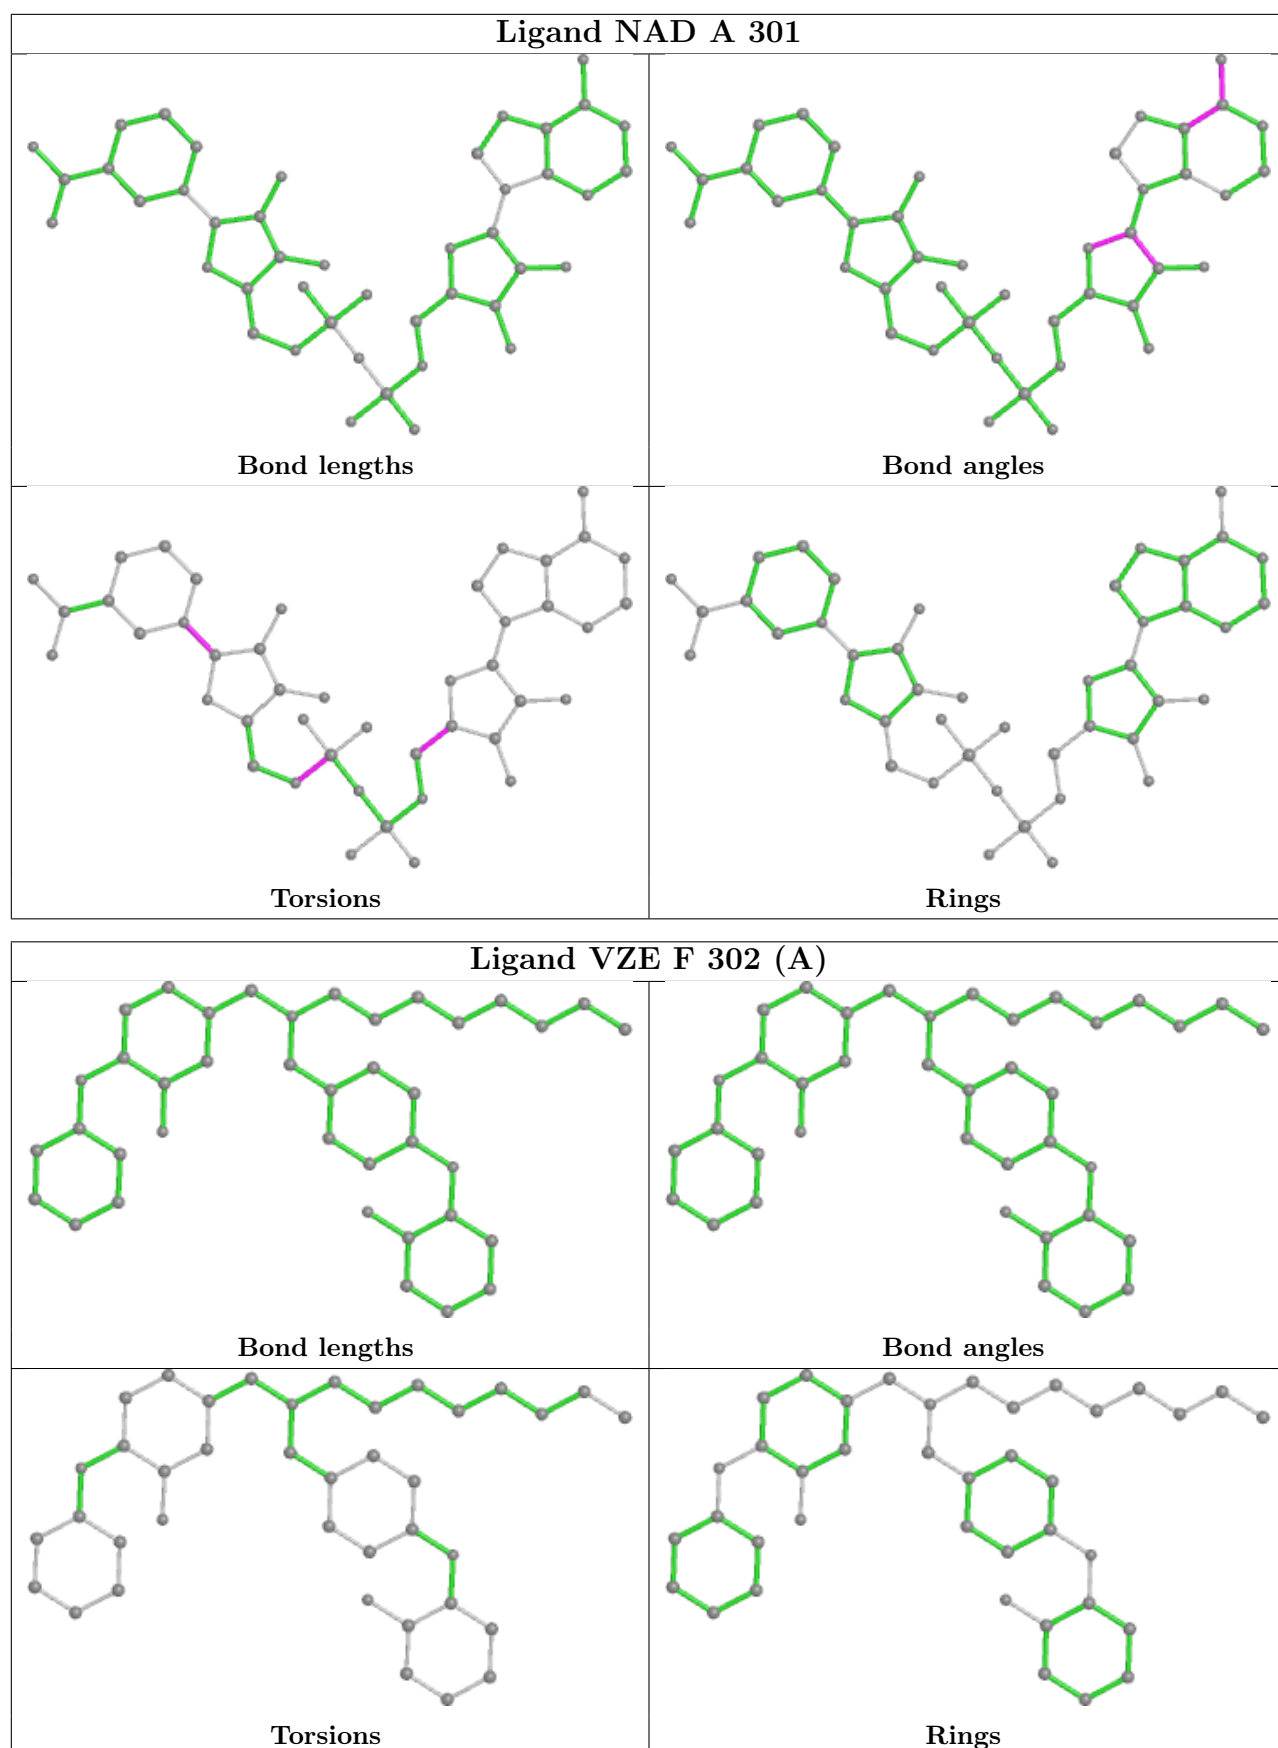 Ligand NAD A 301
Bond lengths
Bond angles
Torsions
Rings
Ligand VZE F 302 (A)
Bond lengths
Bond angles
Torsions
Rings